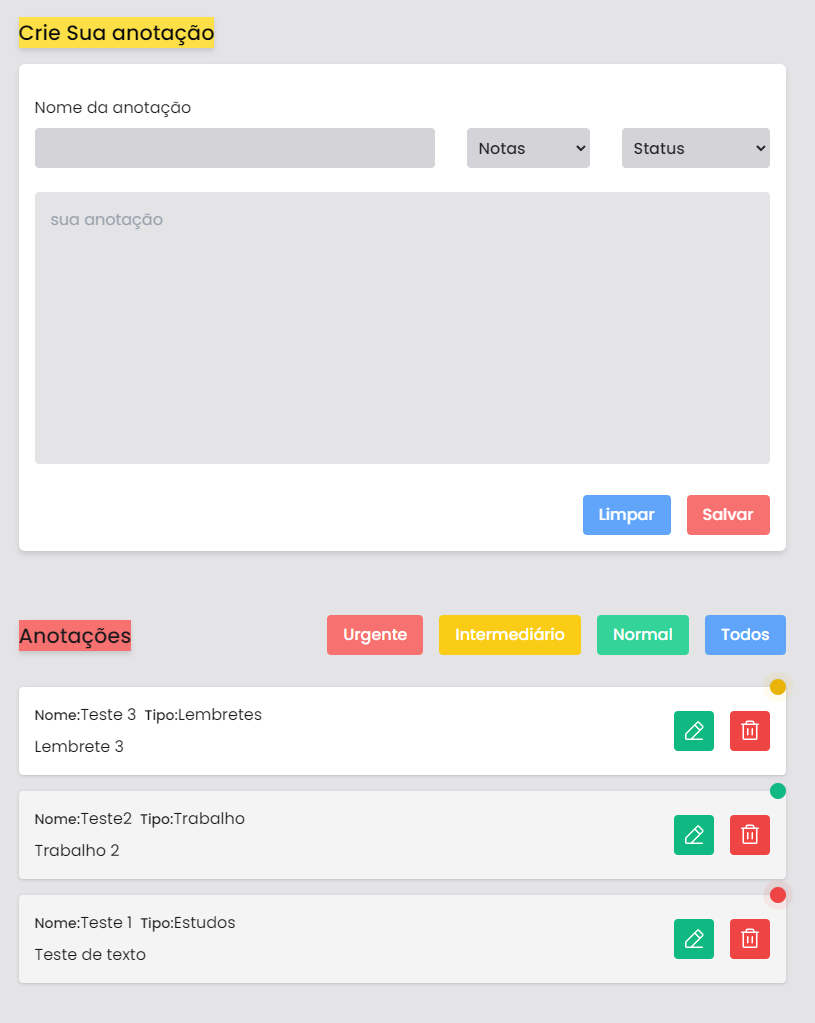 Crie Sua anotação
Nome da anotação
Notas Status
sua anotação
Limpar Salvar
Anotações Urgente Intermediário Normal Todos
Nome:Teste 3 Tipo:Lembretes
Lembrete 3
Nome:Teste2 Tipo:Trabalho
Trabalho 2
Nome:Teste 1 Tipo:Estudos
Teste de texto